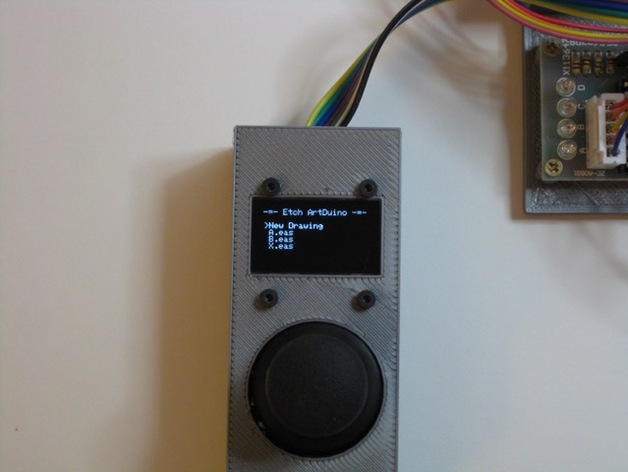 -=- Etch ArtDuino -=-
>New Drawing
A.eas
B.eas
X.eas
D
C
B
A